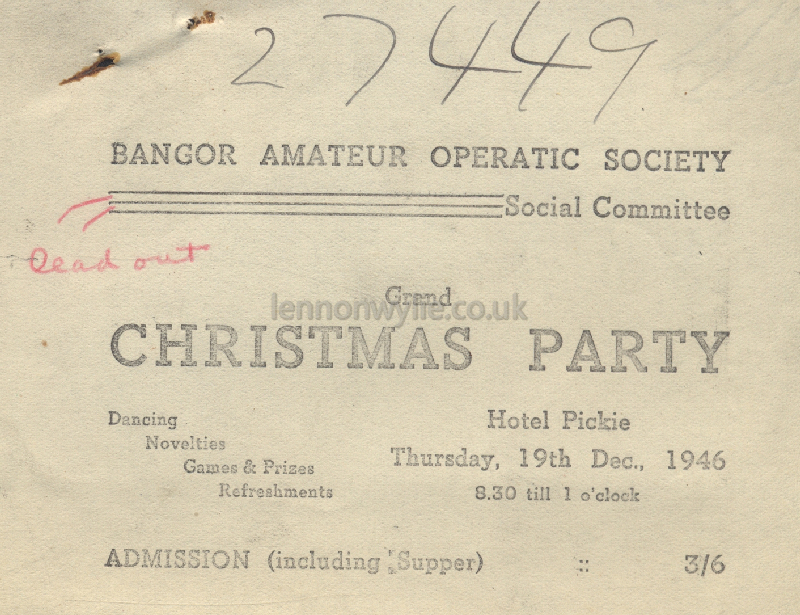 27449
BANGOR AMATEUR OPERATIC SOCIETY
Social Committee
Lead out
Grand
lennonwylie.co.uk
CHRISTMAS PARTY
Dancing
Novelties
Games & Prizes
Refreshments
Hotel Pickie
Thursday, 19th Dec., 1946
8.30 till 1 o'clock
ADMISSION (including Supper) :: 3/6